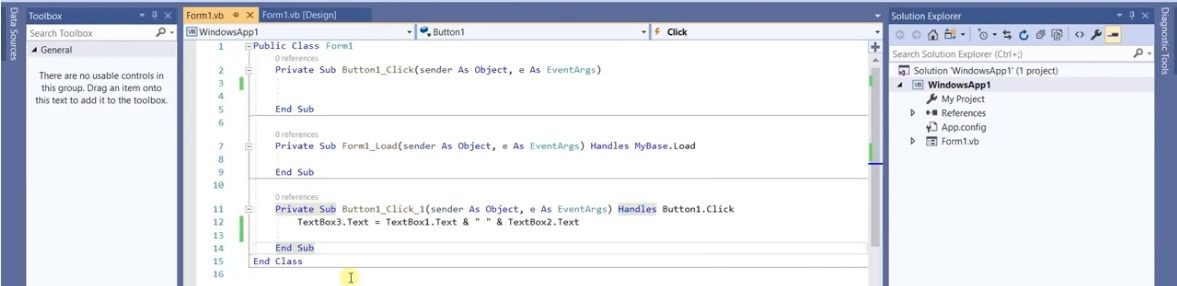 Data Sources
Toolbox
Search Toolbox
General
There are no usable controls in
this group. Drag an item onto
this text to add it to the toolbox.
Form1.vb
Form1.vb [Design]
WindowsApp1
Button1
Click
1 Public Class Form1
0 references
2 Private Sub Button1_Click(sender As Object, e As EventArgs)
3
4
5 End Sub
6
0 references
7 Private Sub Form1_Load(sender As Object, e As EventArgs) Handles MyBase.Load
8
9 End Sub
10
0 references
11 Private Sub Button1_Click_1(sender As Object, e As EventArgs) Handles Button1.Click
12 TextBox3.Text = TextBox1.Text & " " & TextBox2.Text
13
14 End Sub
15 End Class
16
Solution Explorer
Search Solution Explorer (Ctrl+;)
Solution 'WindowsApp1' (1 project)
VB WindowsApp1
My Project
References
App.config
Form1.vb
Diagnostic Tools